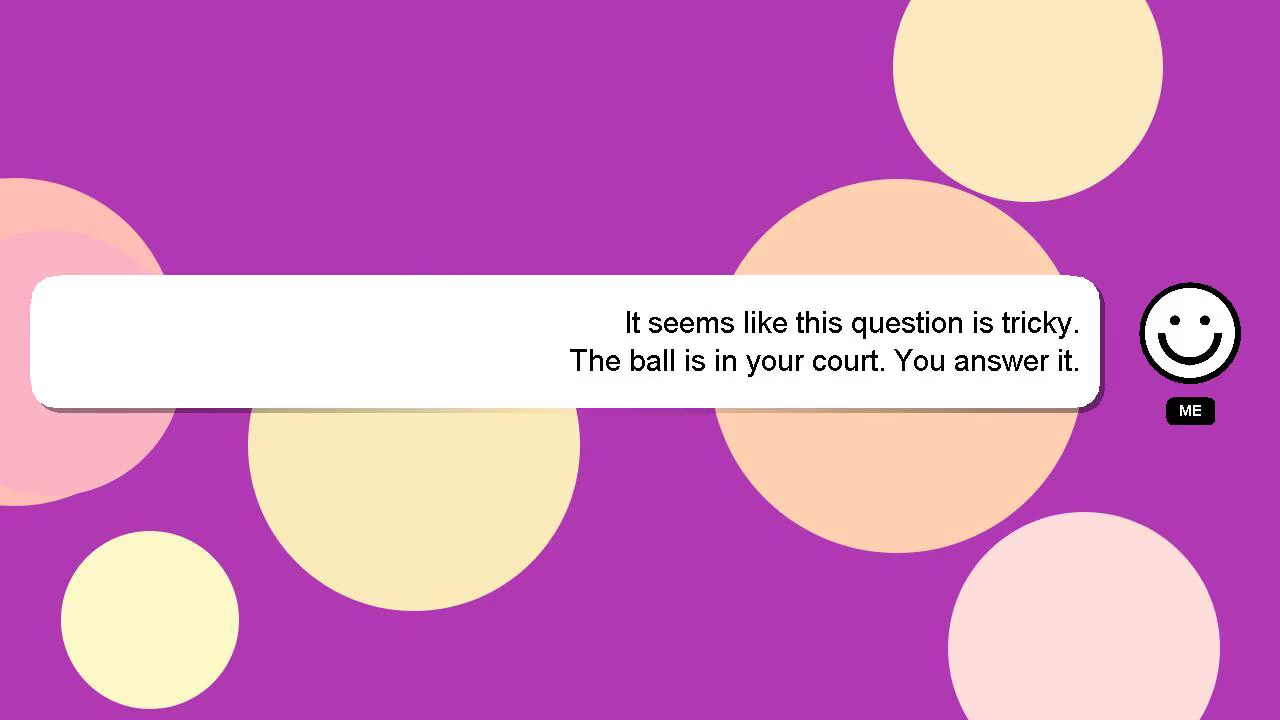 It seems like this question is tricky.
The ball is in your court. You answer it.
ME